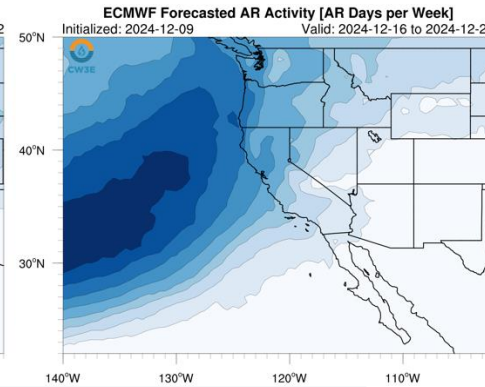 ECMWF Forecasted AR Activity [AR Days per Week]
2 Initialized: 2024-12-09 Valid: 2024-12-16 to 2024-12-2
50°N
CW3E
40°N
30°N
140°W 130°W 120°W 110°W